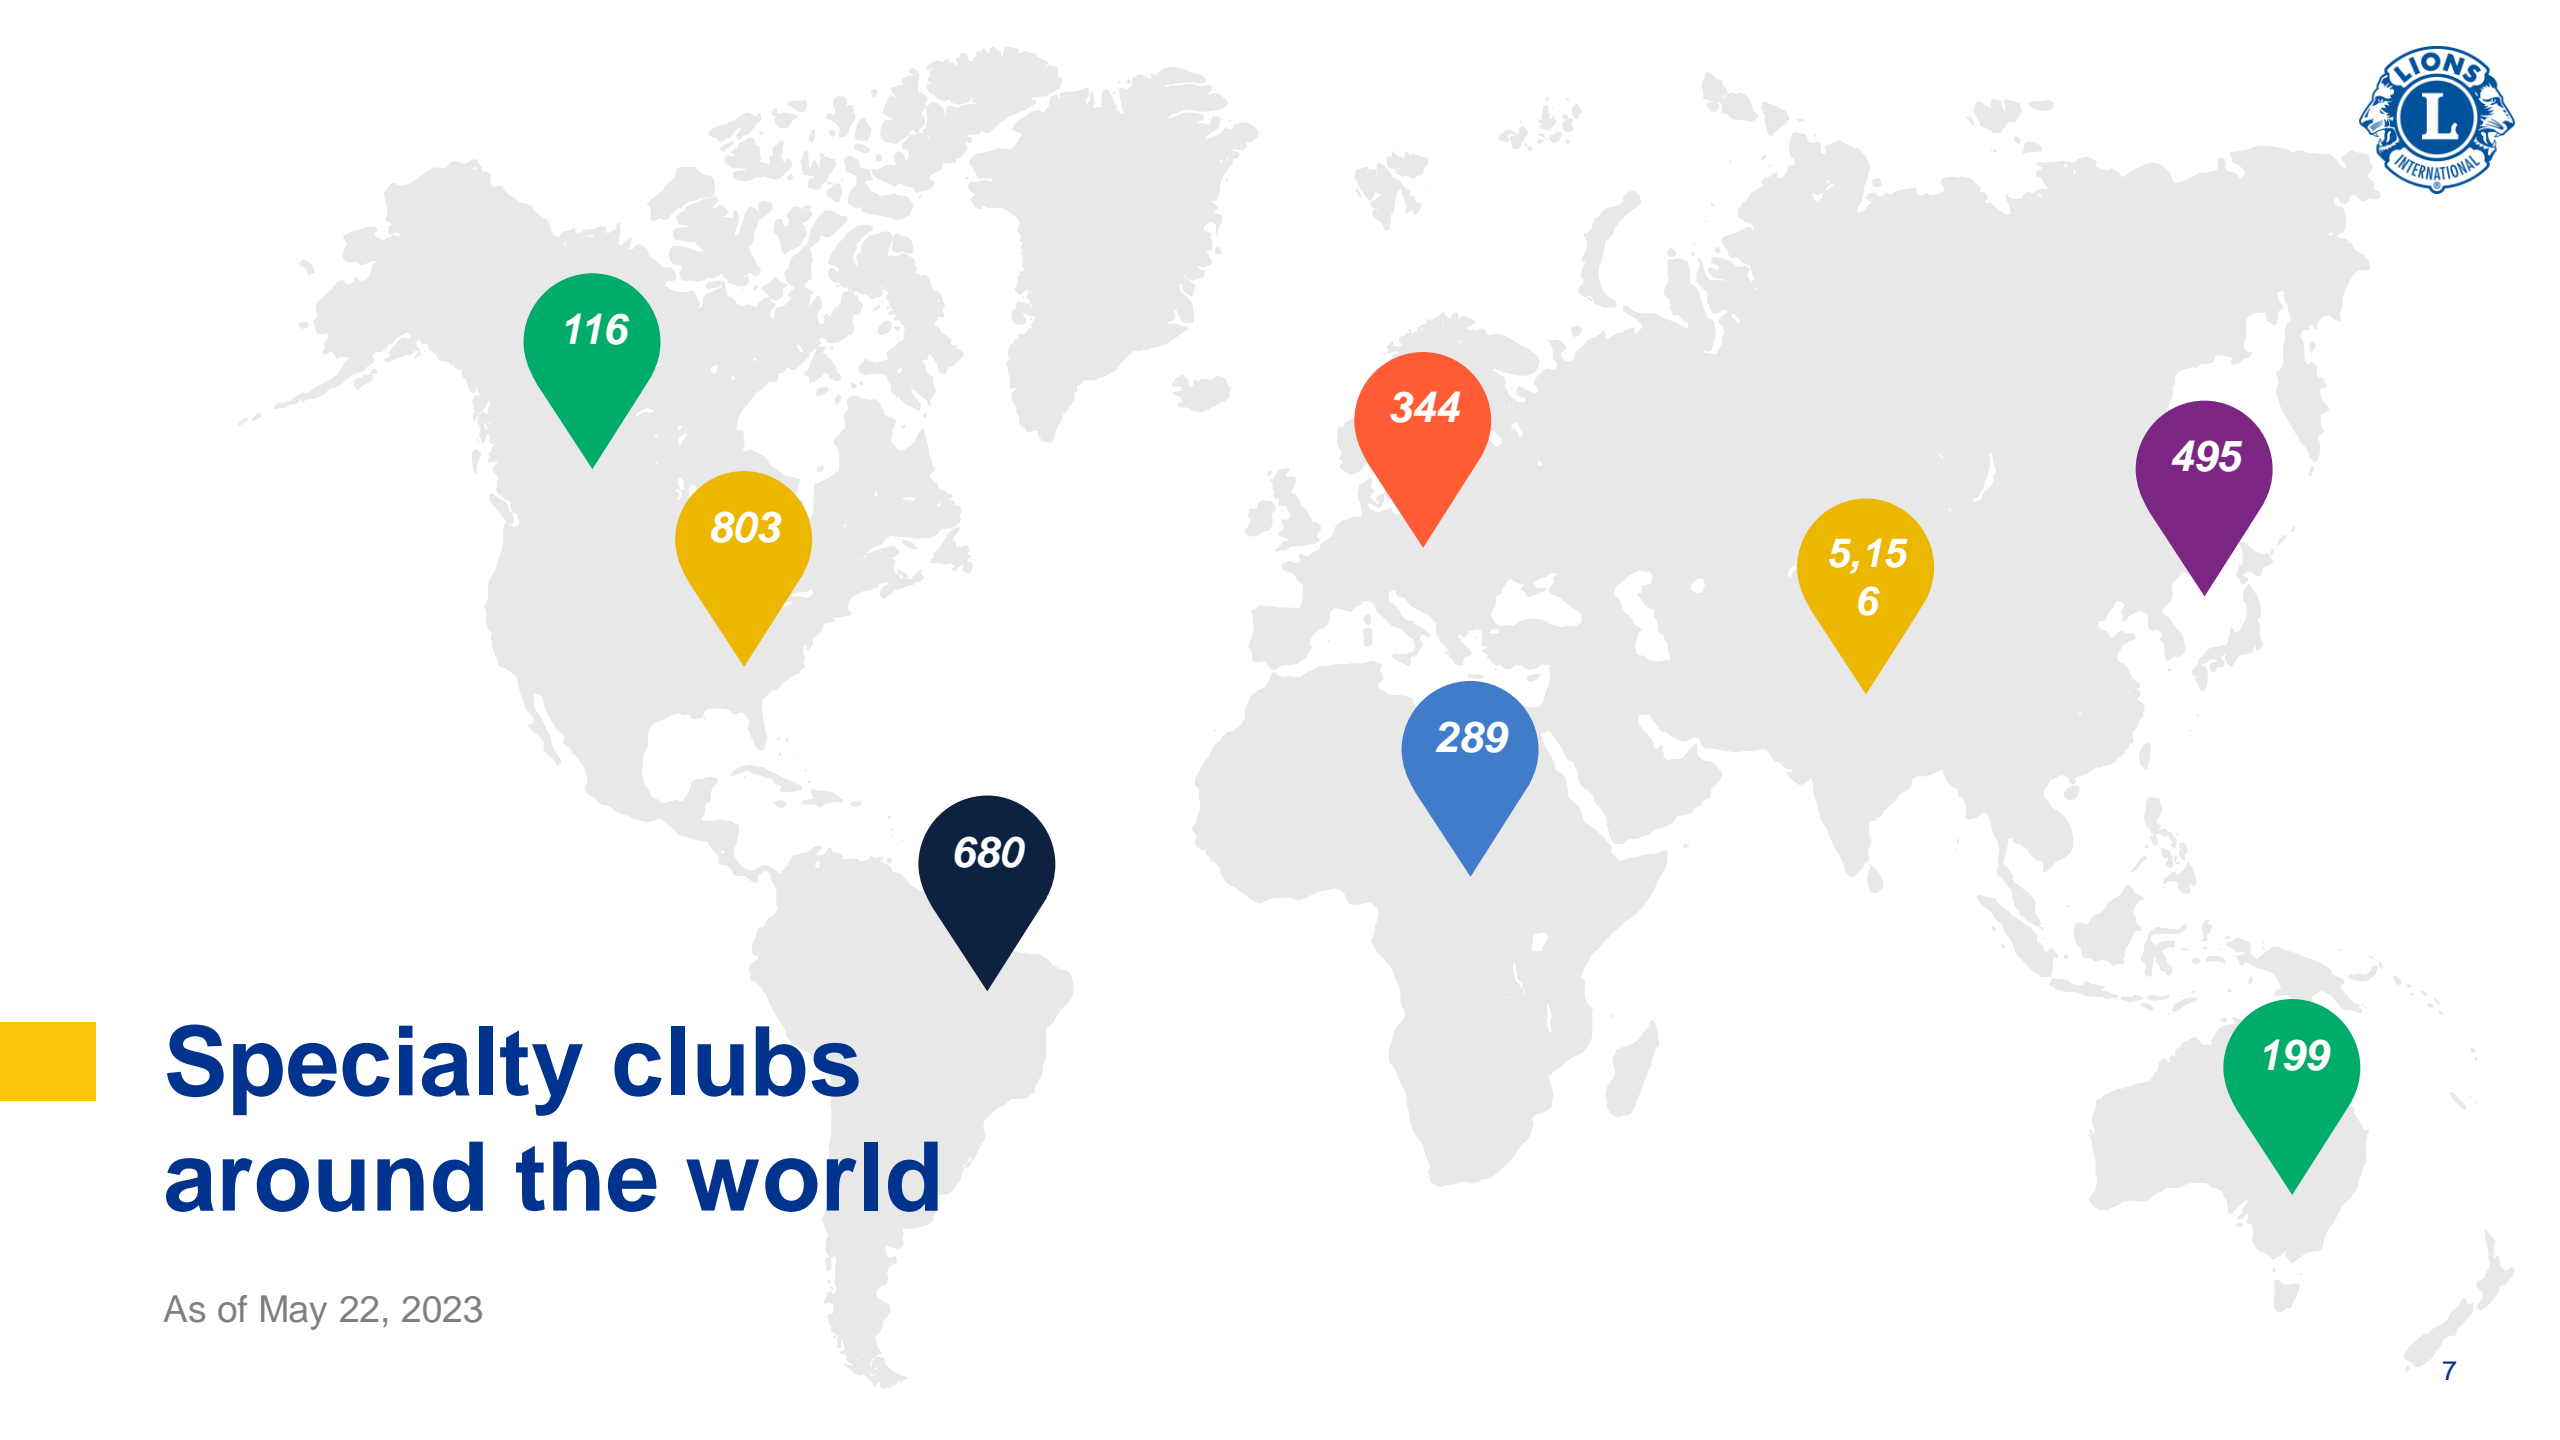 LIONS
L
INTERNATIONAL
®
116
344
495
803
5,15
6
289
680
199
Specialty clubs
around the world
As of May 22, 2023
7